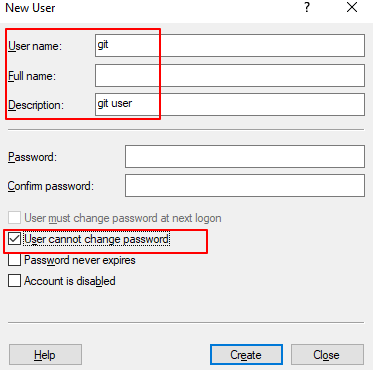 New User
User name: git
Full name:
Description: git user
Password:
Confirm password:
User must change password at next logon
User cannot change password
Password never expires
Account is disabled
Help Create Close